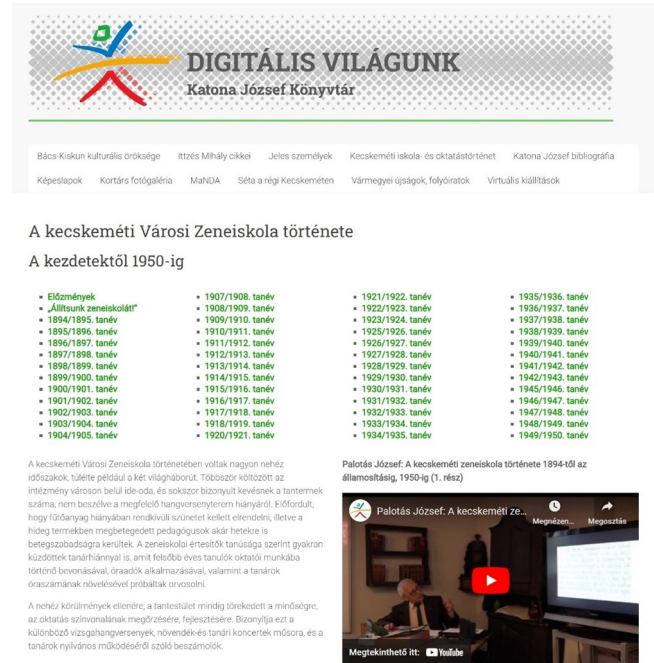 DIGITÁLIS VILÁGUNK
Katona József Könyvtár
Bács-Kiskun kulturális öröksége Ittzés Mihály cikkei Jeles személyek Kecskeméti iskola- és oktatástörténet Katona József bibliográfia
Képeslapok Kortárs fotógaléria MaNDA Séta a régi Kecskeméten Vármegyei újságok, folyóiratok Virtuális kiállítások
A kecskeméti Városi Zeneiskola története
A kezdetektől 1950-ig
Előzmények
„Állítsunk zeneiskolát!”
1894/1895. tanév
1895/1896. tanév
1896/1897. tanév
1897/1898. tanév
1898/1899. tanév
1899/1900. tanév
1900/1901. tanév
1901/1902. tanév
1902/1903. tanév
1903/1904. tanév
1904/1905. tanév
1907/1908. tanév
1908/1909. tanév
1909/1910. tanév
1910/1911. tanév
1911/1912. tanév
1912/1913. tanév
1913/1914. tanév
1914/1915. tanév
1915/1916. tanév
1916/1917. tanév
1917/1918. tanév
1918/1919. tanév
1920/1921. tanév
1921/1922. tanév
1922/1923. tanév
1923/1924. tanév
1925/1926. tanév
1926/1927. tanév
1927/1928. tanév
1928/1929. tanév
1929/1930. tanév
1930/1931. tanév
1931/1932. tanév
1932/1933. tanév
1933/1934. tanév
1934/1935. tanév
1935/1936. tanév
1936/1937. tanév
1937/1938. tanév
1938/1939. tanév
1939/1940. tanév
1940/1941. tanév
1941/1942. tanév
1942/1943. tanév
1945/1946. tanév
1946/1947. tanév
1947/1948. tanév
1948/1949. tanév
1949/1950. tanév
A kecskeméti Városi Zeneiskola történetében voltak nagyon nehéz
időszakok, túlélte például a két világháborút. Többször költözött az
intézmény városon belül ide-oda, és sokszor bizonyult kevésnek a tantermek
száma, nem beszélve a megfelelő hangversenyterem hiányáról. Előfordult,
hogy fűtőanyag hiányában rendkívüli szünetet kellett elrendelni, illetve a
hideg termekben megbetegedett pedagógusok akár hetekre is
betegszabadságra kerültek. A zeneiskolai értesítők tanúsága szerint gyakran
küzdöttek tanárhiánnyal is, amit felsőbb éves tanulók oktatói munkába
történő bevonásával, óraadók alkalmazásával, valamint a tanárok
óraszámának növelésével próbáltak orvosolni.
A nehéz körülmények ellenére, a tantestület mindig törekedett a minőségre,
az oktatás színvonalának megőrzésére, fejlesztésére. Bizonyítja ezt a
különböző vizsgahangversenyek, növendék-és tanári koncertek műsora, és a
tanárok nyilvános működéséről szóló beszámolók.
Palotás József: A kecskeméti zeneiskola története 1894-től az
államosításig, 1950-ig (1. rész)
Palotás József: A kecskeméti ze...
Megnézen...
Megosztás
Megtekinthető itt: YouTube